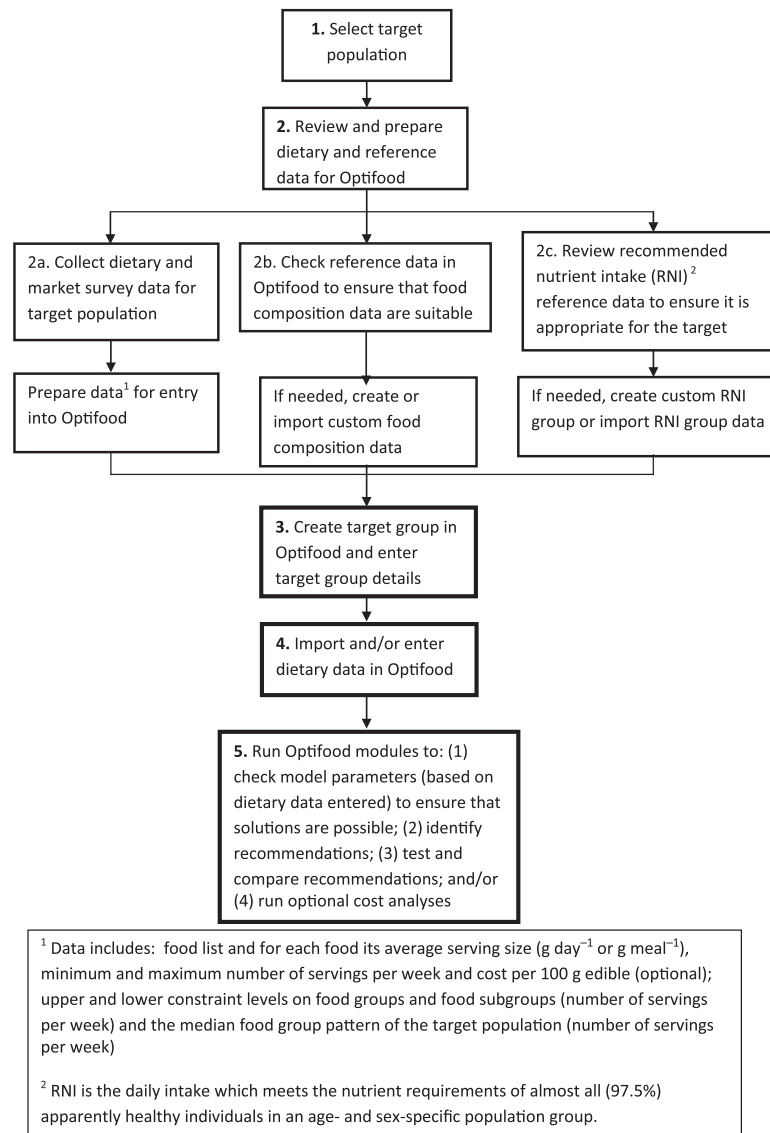 1. Select target
population
2. Review and prepare
dietary and reference
data for Optifood
2a. Collect dietary and
market survey data for
target population
2b. Check reference data in
Optifood to ensure that food
composition data are suitable
2c. Review recommended
nutrient intake (RNI) 2
reference data to ensure it is
appropriate for the target
Prepare data1 for entry
into Optifood
If needed, create or
import custom food
composition data
If needed, create custom RNI
group or import RNI group data
3. Create target group in
Optifood and enter
target group details
4. Import and/or enter
dietary data in Optifood
5. Run Optifood modules to: (1)
check model parameters (based on
dietary data entered) to ensure that
solutions are possible; (2) identify
recommendations; (3) test and
compare recommendations; and/or
(4) run optional cost analyses
1 Data includes: food list and for each food its average serving size (g day–1 or g meal–1),
minimum and maximum number of servings per week and cost per 100 g edible (optional);
upper and lower constraint levels on food groups and food subgroups (number of servings
per week) and the median food group pattern of the target population (number of servings
per week)
2 RNI is the daily intake which meets the nutrient requirements of almost all (97.5%)
apparently healthy individuals in an age- and sex-specific population group.